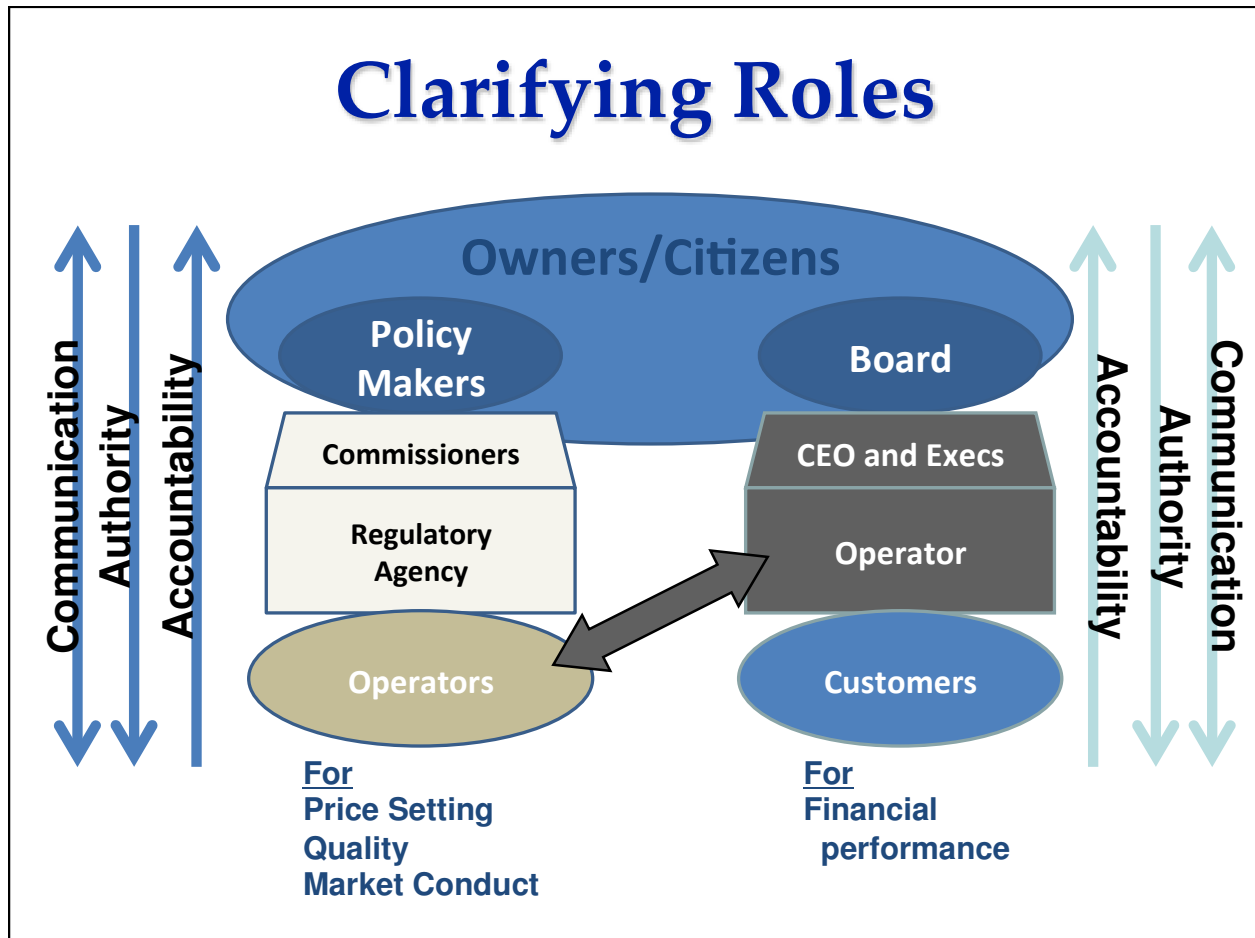 Clarifying Roles
Owners/Citizens
Policy
Makers
Board
Commissioners
CEO and Execs
Regulatory
Agency
Operator
Operators
Customers
Communication
Authority
Accountability
Accountability
Authority
Communication
For
Price Setting
Quality
Market Conduct
For
Financial
performance